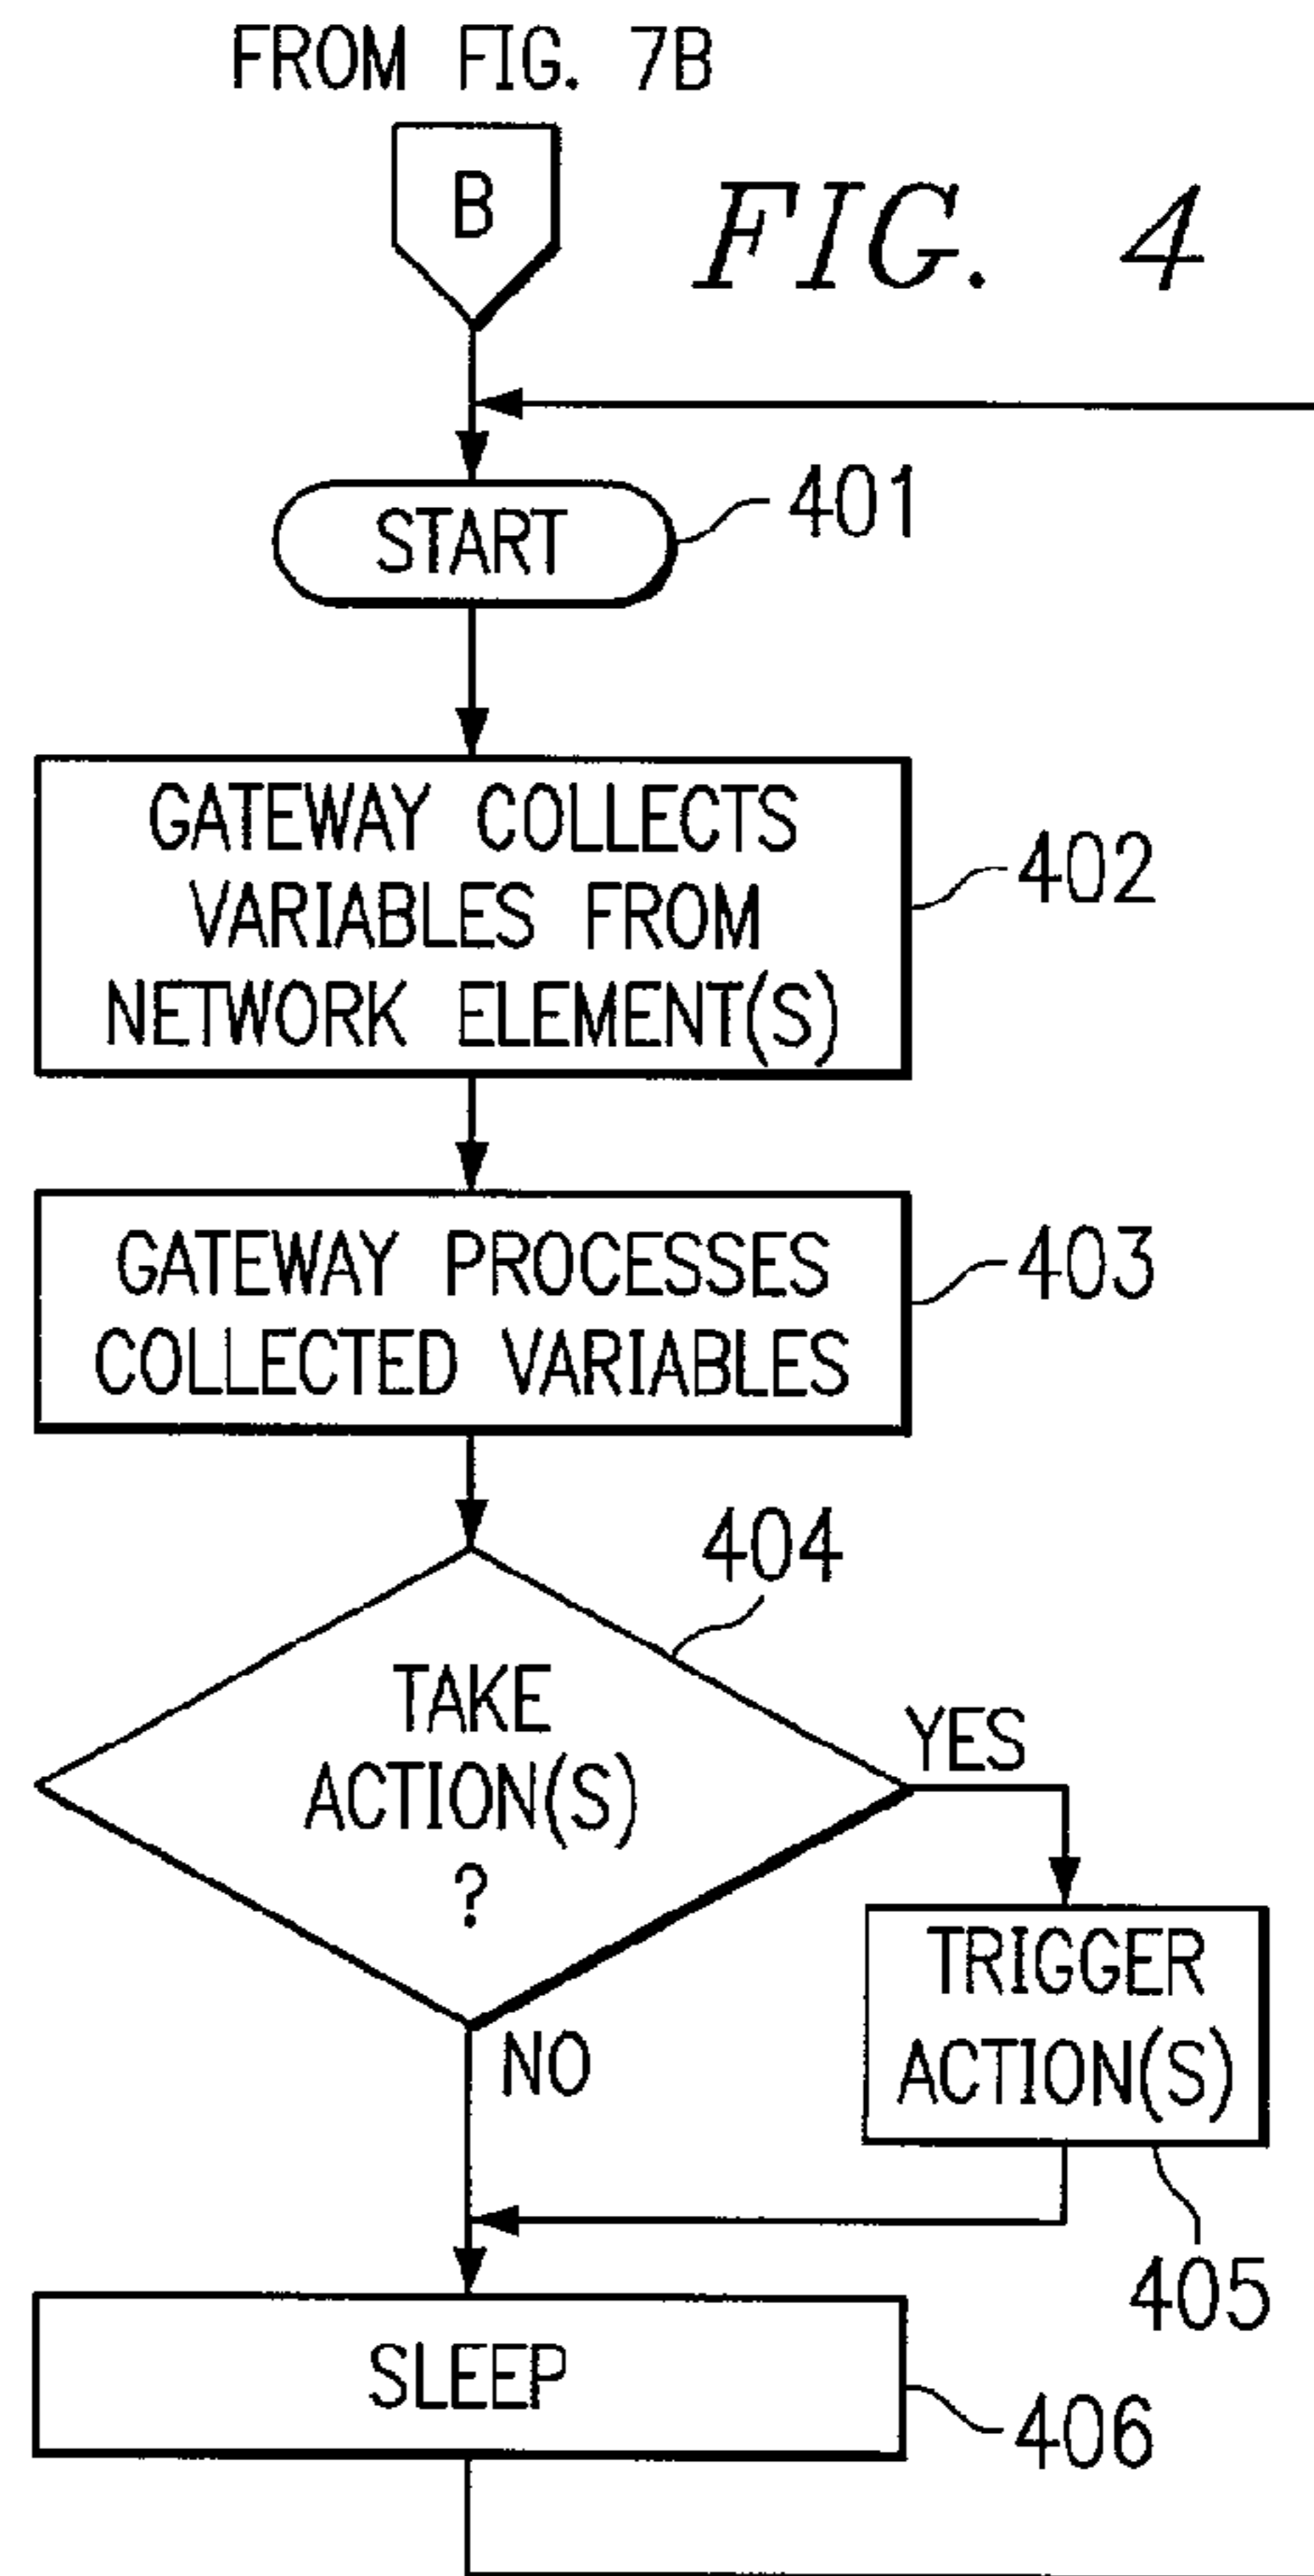 FROM FIG. 7B
B
FIG. 4
START
401
GATEWAY COLLECTS
VARIABLES FROM
NETWORK ELEMENT(S)
402
GATEWAY PROCESSES
COLLECTED VARIABLES
403
404
TAKE
ACTION(S)
?
YES
NO
TRIGGER
ACTION(S)
405
SLEEP
406